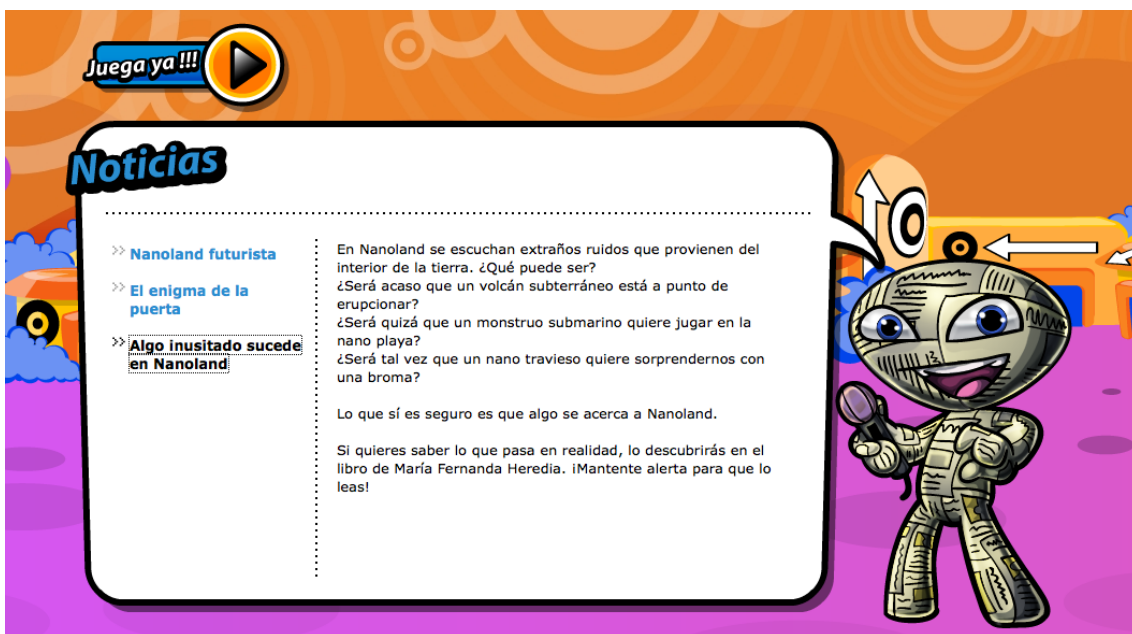 Juega ya !!!
Noticias
>> Nanoland futurista
>> El enigma de la
puerta
>> Algo inusitado sucede
en Nanoland
En Nanoland se escuchan extraños ruidos que provienen del
interior de la tierra. ¿Qué puede ser?
¿Será acaso que un volcán subterráneo está a punto de
erupcionar?
¿Será quizá que un monstruo submarino quiere jugar en la
nano playa?
¿Será tal vez que un nano travieso quiere sorprendernos con
una broma?
Lo que sí es seguro es que algo se acerca a Nanoland.
Si quieres saber lo que pasa en realidad, lo descubrirás en el
libro de María Fernanda Heredia. ¡Mantente alerta para que lo
leas!